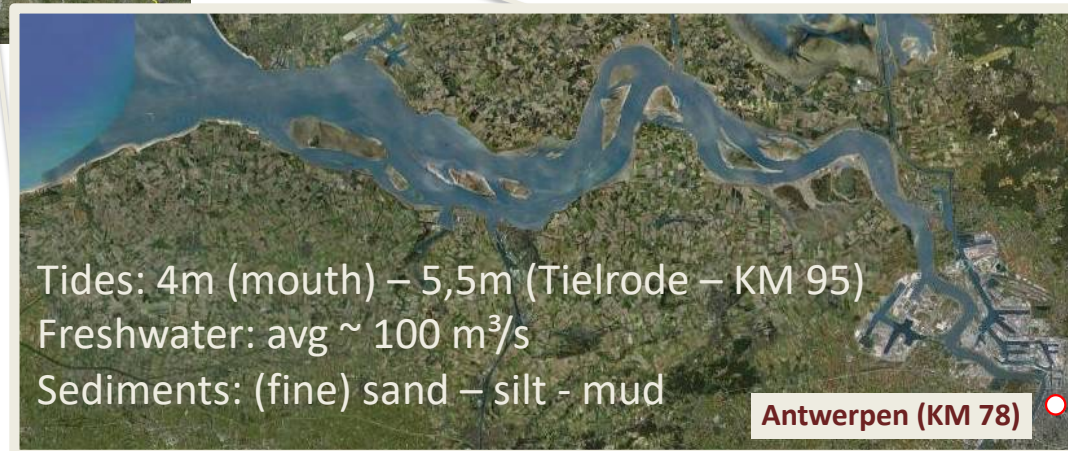 Tides: 4m (mouth) – 5,5m (Tielrode – KM 95)
Freshwater: avg ~ 100 m³/s
Sediments: (fine) sand – silt - mud
Antwerpen (KM 78)